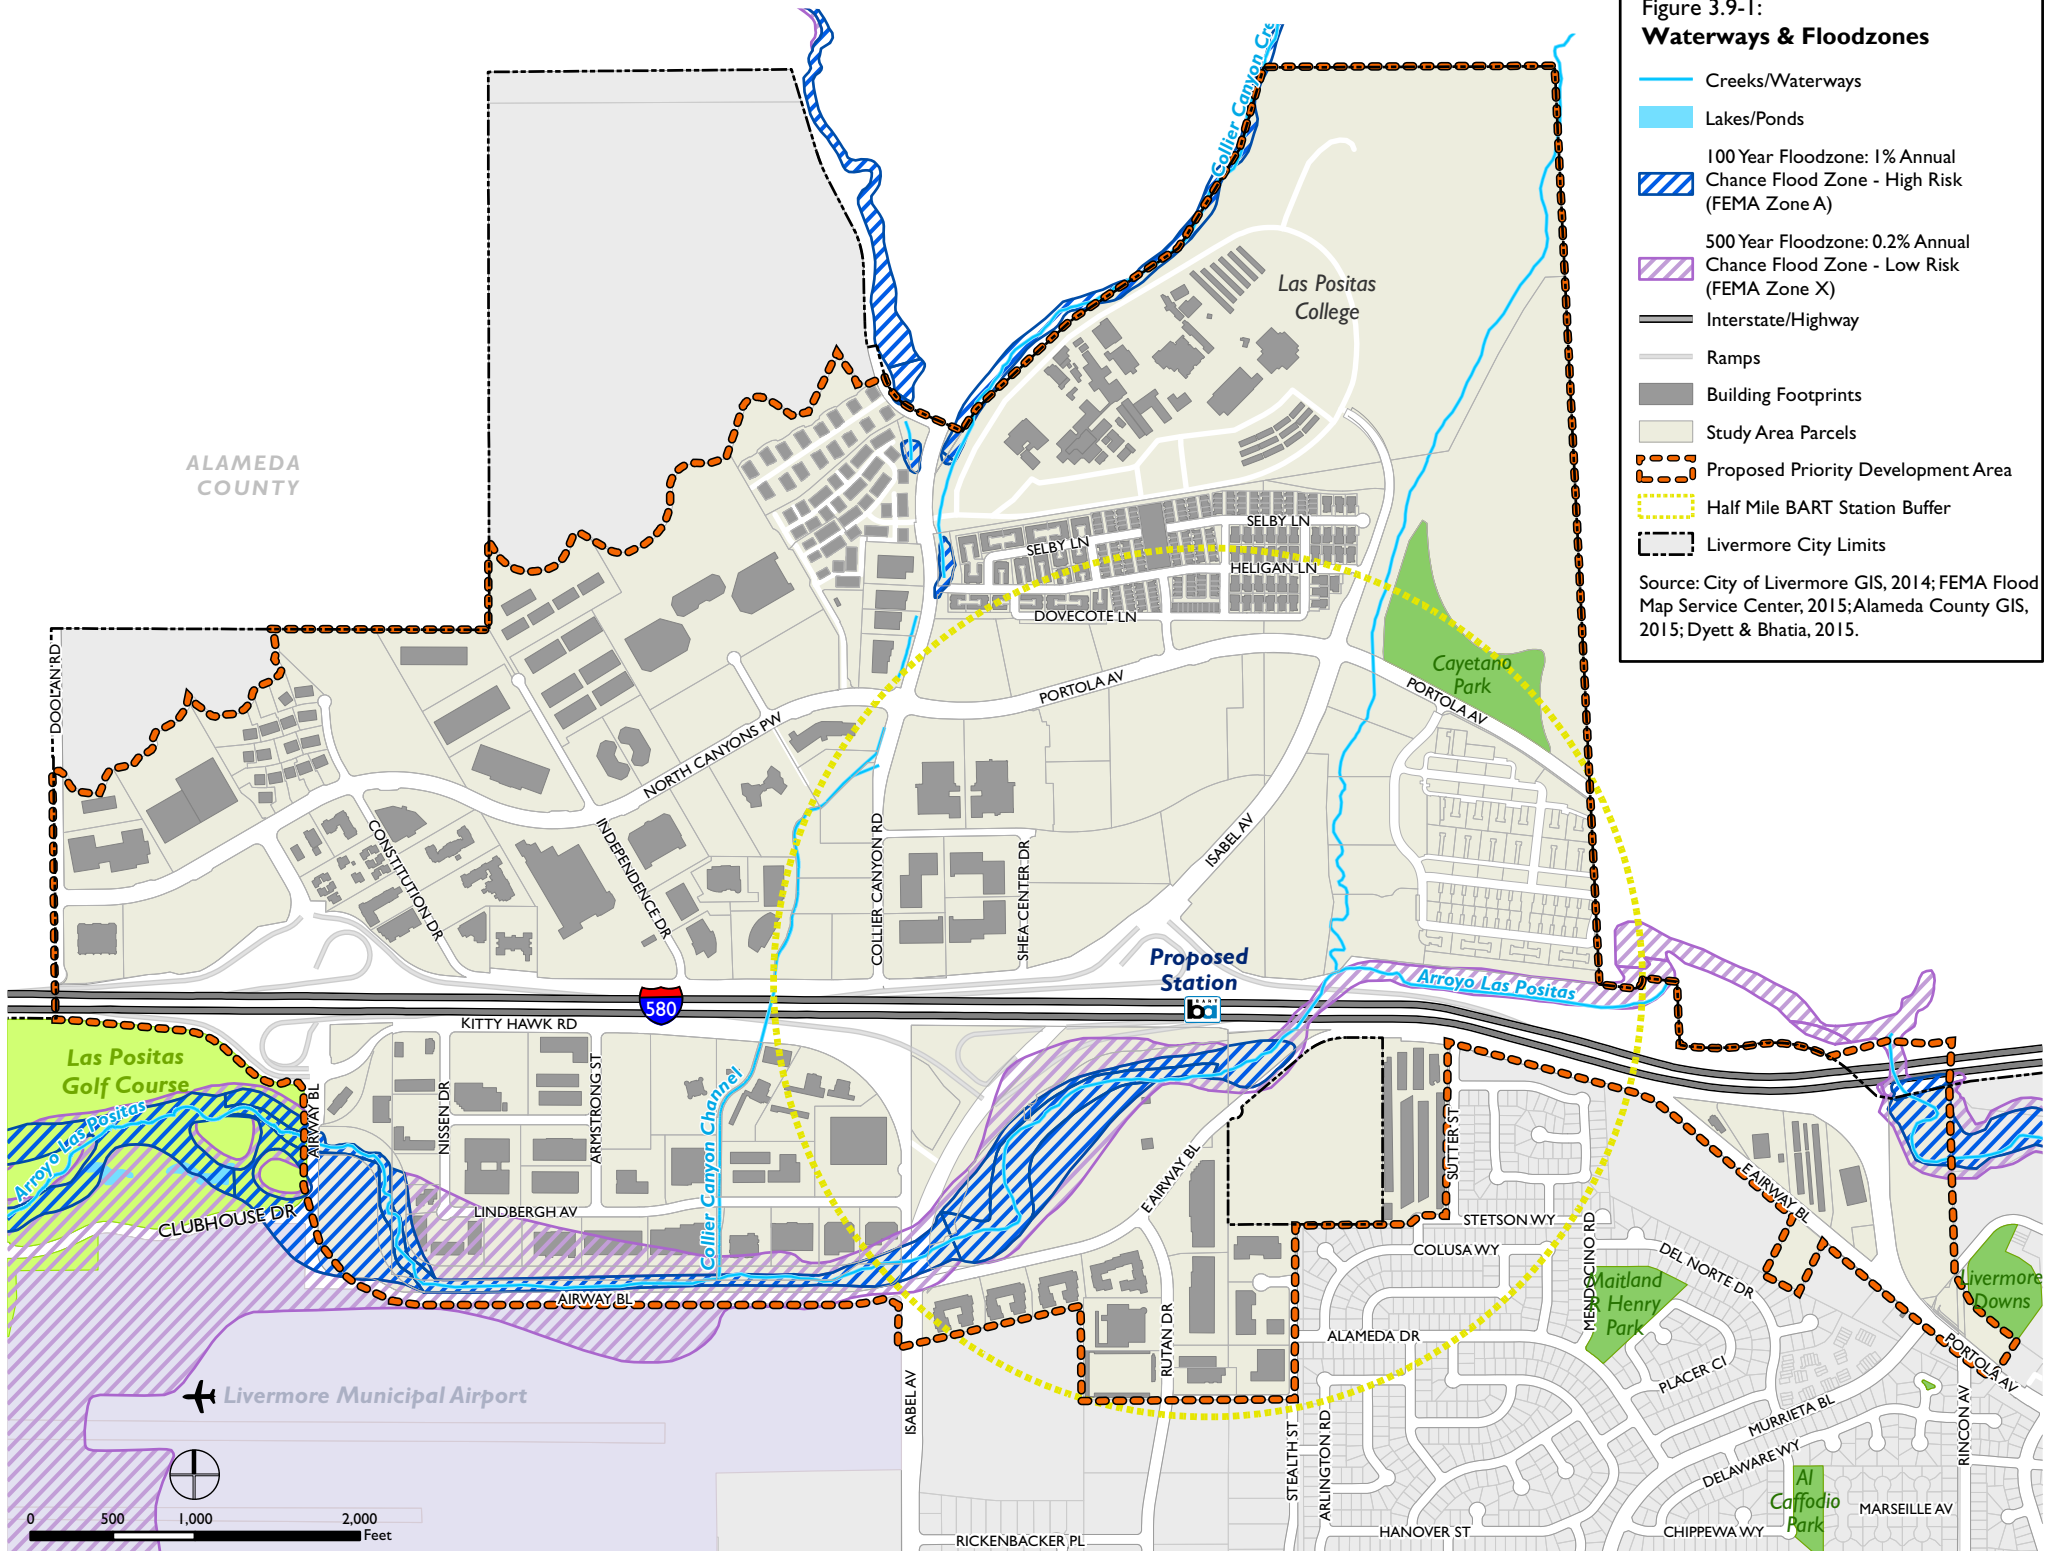 Figure 3.9-1:
Waterways & Floodzones
Creeks/Waterways
Lakes/Ponds
100 Year Floodzone: 1% Annual
Chance Flood Zone - High Risk
(FEMA Zone A)
500 Year Floodzone: 0.2% Annual
Chance Flood Zone - Low Risk
(FEMA Zone X)
Interstate/Highway
Ramps
Building Footprints
Study Area Parcels
Proposed Priority Development Area
Half Mile BART Station Buffer
Livermore City Limits
Source: City of Livermore GIS, 2014; FEMA Flood
Map Service Center, 2015; Alameda County GIS,
2015; Dyett & Bhatia, 2015.
Collier Canyon Cre
Las Positas
College
ALAMEDA
COUNTY
SELBY LN
SELBY LN
HELIGAN LN
DOVECOTE LN
DOOLAN RD
Cayetano
Park
PORTOLA AV
PORTOLA AV
NORTH CANYONS PW
CONSTITUTION DR
INDEPENDENCE DR
COLLIER CANYON RD
SHEA CENTER DR
ISABEL AV
Proposed
Station
ba
Arroyo Las Positas
580
KITTY HAWK RD
Las Positas
Golf Course
AIRWAY BL
NISSEN DR
ARMSTRONG ST
Collier Canyon Channel
Arroyo Las Positas
CLUBHOUSE DR
LINDBERGH AV
E AIRWAY BL
SUTTER ST
E AIRWAY BL
STETSON WY
COLUSA WY
MENDOCINO RD
DEL NORTE DR
Maitland
R Henry
Park
Livermore
Downs
AIRWAY BL
RUTAN DR
ALAMEDA DR
PLACER CI
PORTOLA AV
Livermore Municipal Airport
ISABEL AV
STEALTH ST
ARLINGTON RD
MURRIETA BL
DELAWARE WY
RINCON AV
Al
Caffodio
Park
MARSEILLE AV
HANOVER ST
CHIPPEWA WY
RICKENBACKER PL
0 500 1,000 2,000
Feet